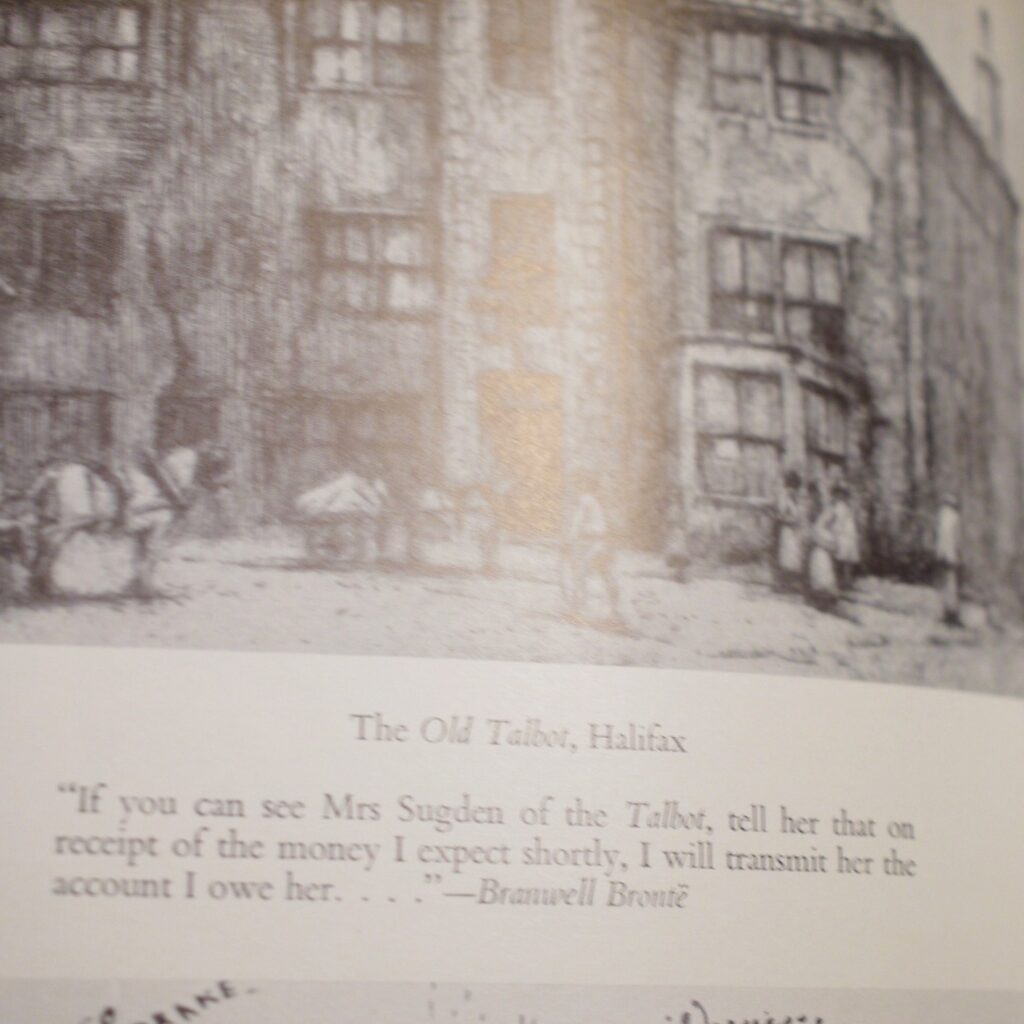 The Old Talbot, Halifax
“If you can see Mrs Sugden of the Talbot, tell her that on
receipt of the money I expect shortly, I will transmit her the
account I owe her. . . . .”—Branwell Brontë